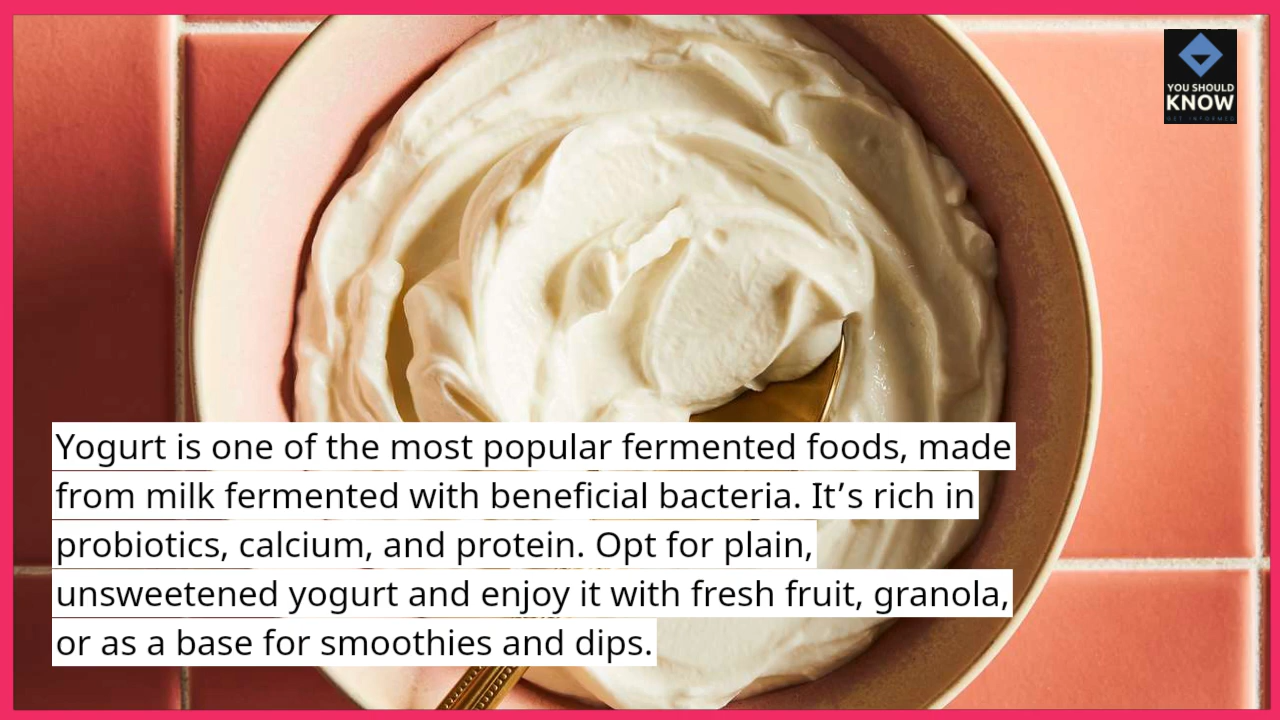 YOU SHOULD
KNOW
GET INFORMED
Yogurt is one of the most popular fermented foods, made
from milk fermented with beneficial bacteria. It’s rich in
probiotics, calcium, and protein. Opt for plain,
unsweetened yogurt and enjoy it with fresh fruit, granola,
or as a base for smoothies and dips.